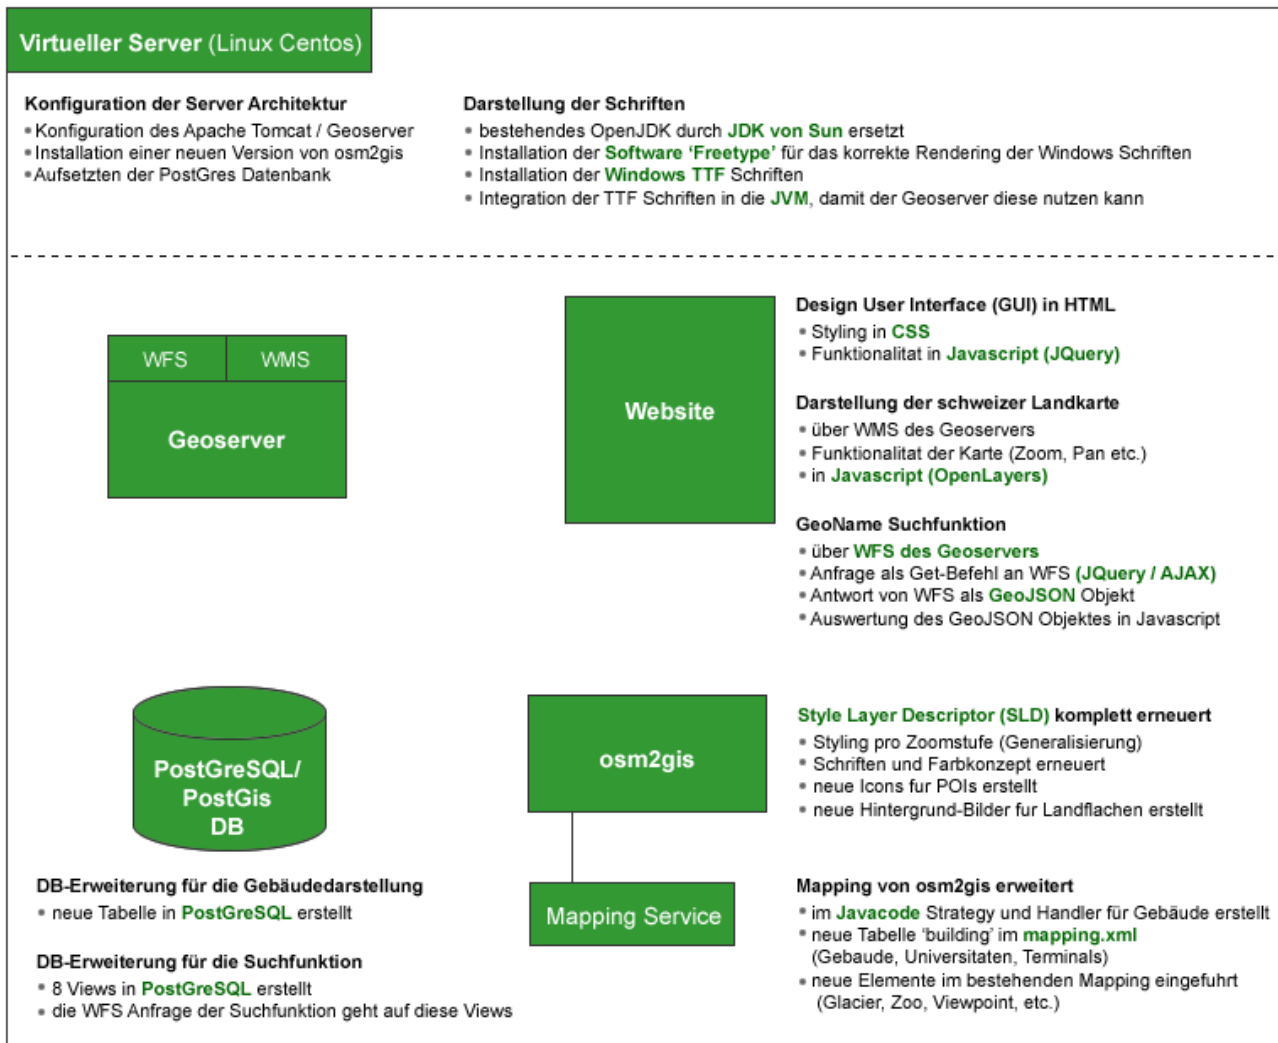 Virtueller Server (Linux Centos)
Konfiguration der Server Architektur
• Konfiguration des Apache Tomcat / Geoserver
• Installation einer neuen Version von osm2gis
• Aufsetzten der PostGres Datenbank
Darstellung der Schriften
• bestehendes OpenJDK durch JDK von Sun ersetzt
• Installation der Software ‘Freetype’ für das korrekte Rendering der Windows Schriften
• Installation der Windows TTF Schriften
• Integration der TTF Schriften in die JVM, damit der Geoserver diese nutzen kann
WFS
WMS
Geoserver
Website
Design User Interface (GUI) in HTML
• Styling in CSS
• Funktionalitat in Javascript (JQuery)
Darstellung der schweizer Landkarte
• über WMS des Geoservers
• Funktionalitat der Karte (Zoom, Pan etc.)
• in Javascript (OpenLayers)
GeoName Suchfunktion
• über WFS des Geoservers
• Anfrage als Get-Befehl an WFS (JQuery / AJAX)
• Antwort von WFS als GeoJSON Objekt
• Auswertung des GeoJSON Objektes in Javascript
PostGreSQL/
PostGis
DB
DB-Erweiterung für die Gebäudedarstellung
• neue Tabelle in PostGreSQL erstellt
DB-Erweiterung für die Suchfunktion
• 8 Views in PostGreSQL erstellt
• die WFS Anfrage der Suchfunktion geht auf diese Views
osm2gis
Mapping Service
Style Layer Descriptor (SLD) komplett erneuert
• Styling pro Zoomstufe (Generalisierung)
• Schriften und Farbkonzept erneuert
• neue Icons fur POIs erstellt
• neue Hintergrund-Bilder fur Landflachen erstellt
Mapping von osm2gis erweitert
• im Javacode Strategy und Handler für Gebäude erstellt
• neue Tabelle ‘building’ im mapping.xml
(Gebaude, Universitaten, Terminals)
• neue Elemente im bestehenden Mapping eingefuhrt
(Glacier, Zoo, Viewpoint, etc.)